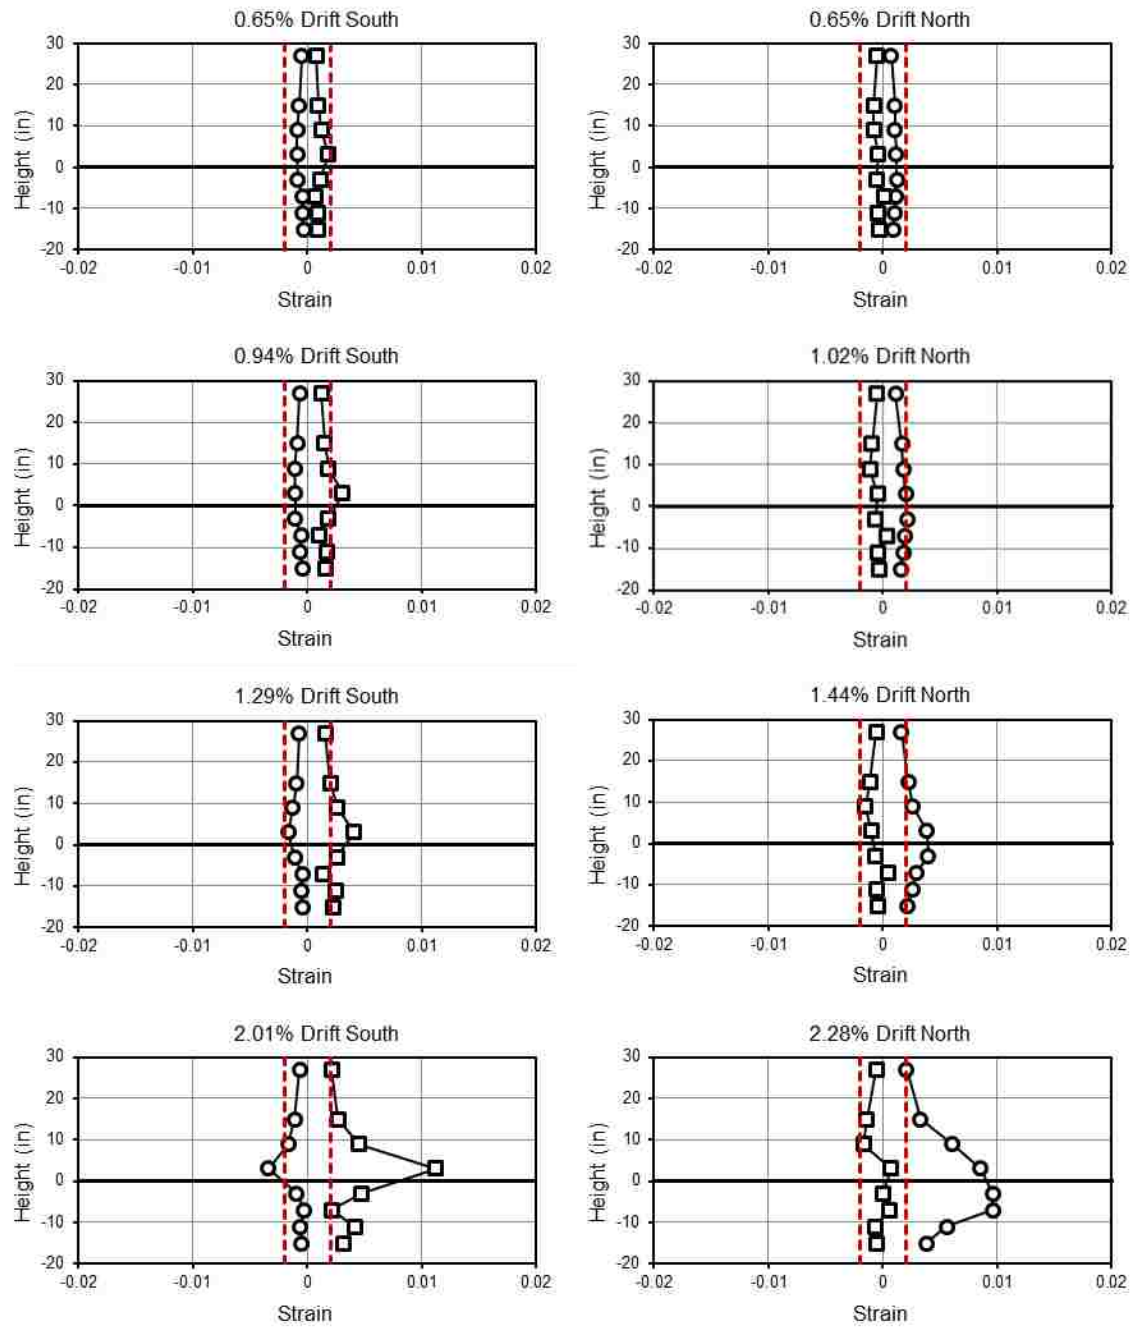 0.65% Drift South
30
20
10
0
-10
-20
Height (in)
-0.02 -0.01 0 0.01 0.02
Strain
0.65% Drift North
30
20
10
0
-10
-20
Height (in)
-0.02 -0.01 0 0.01 0.02
Strain
0.94% Drift South
30
20
10
0
-10
-20
Height (in)
-0.02 -0.01 0 0.01 0.02
Strain
1.02% Drift North
30
20
10
0
-10
-20
Height (in)
-0.02 -0.01 0 0.01 0.02
Strain
1.29% Drift South
30
20
10
0
-10
-20
Height (in)
-0.02 -0.01 0 0.01 0.02
Strain
1.44% Drift North
30
20
10
0
-10
-20
Height (in)
-0.02 -0.01 0 0.01 0.02
Strain
2.01% Drift South
30
20
10
0
-10
-20
Height (in)
-0.02 -0.01 0 0.01 0.02
Strain
2.28% Drift North
30
20
10
0
-10
-20
Height (in)
-0.02 -0.01 0 0.01 0.02
Strain